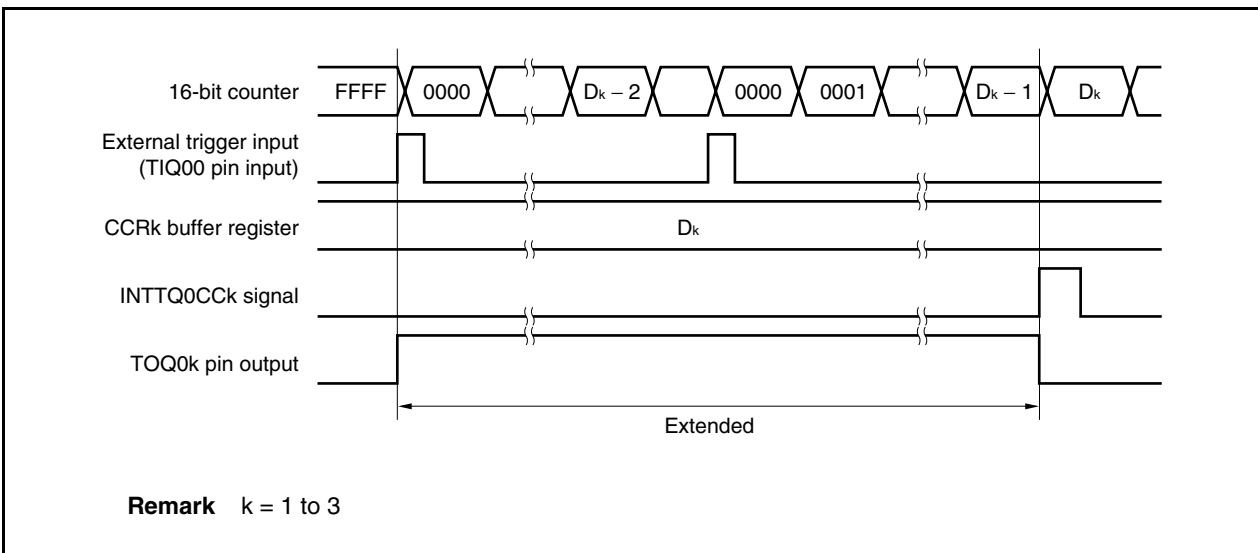 16-bit counter FFFF 0000 Dk − 2 0000 0001 Dk − 1 Dk
External trigger input
(TIQ00 pin input)
CCRk buffer register Dk
INTTQ0CCk signal
TOQ0k pin output
Extended
Remark k = 1 to 3